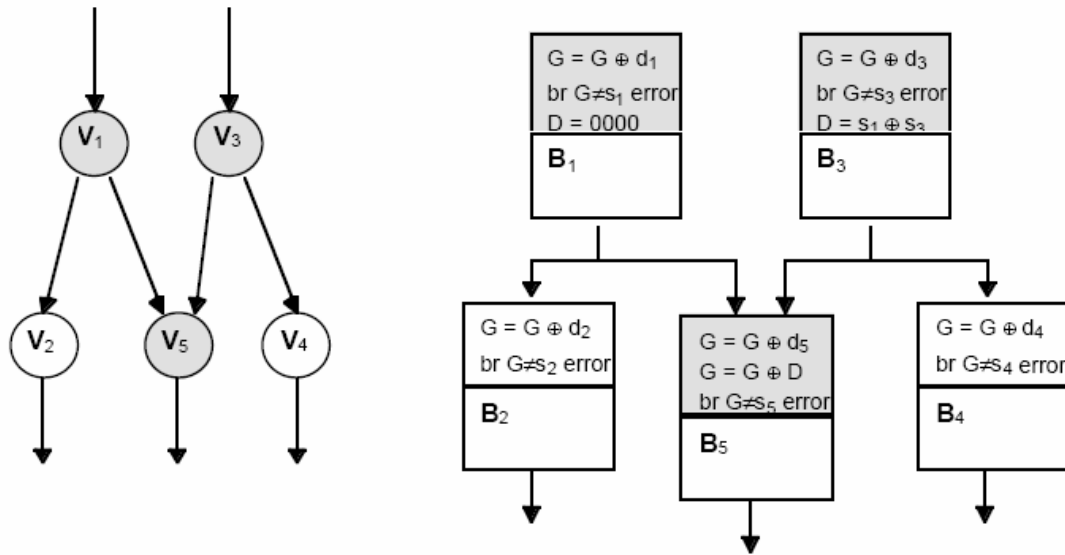 V₁
V₃
V₂
V₅
V₄
G = G ⊕ d₁
br G≠s₁ error
D = 0000
B₁
G = G ⊕ d₃
br G≠s₃ error
D = s₁ ⊕ s₃
B₃
G = G ⊕ d₂
br G≠s₂ error
B₂
G = G ⊕ d₅
G = G ⊕ D
br G≠s₅ error
B₅
G = G ⊕ d₄
br G≠s₄ error
B₄